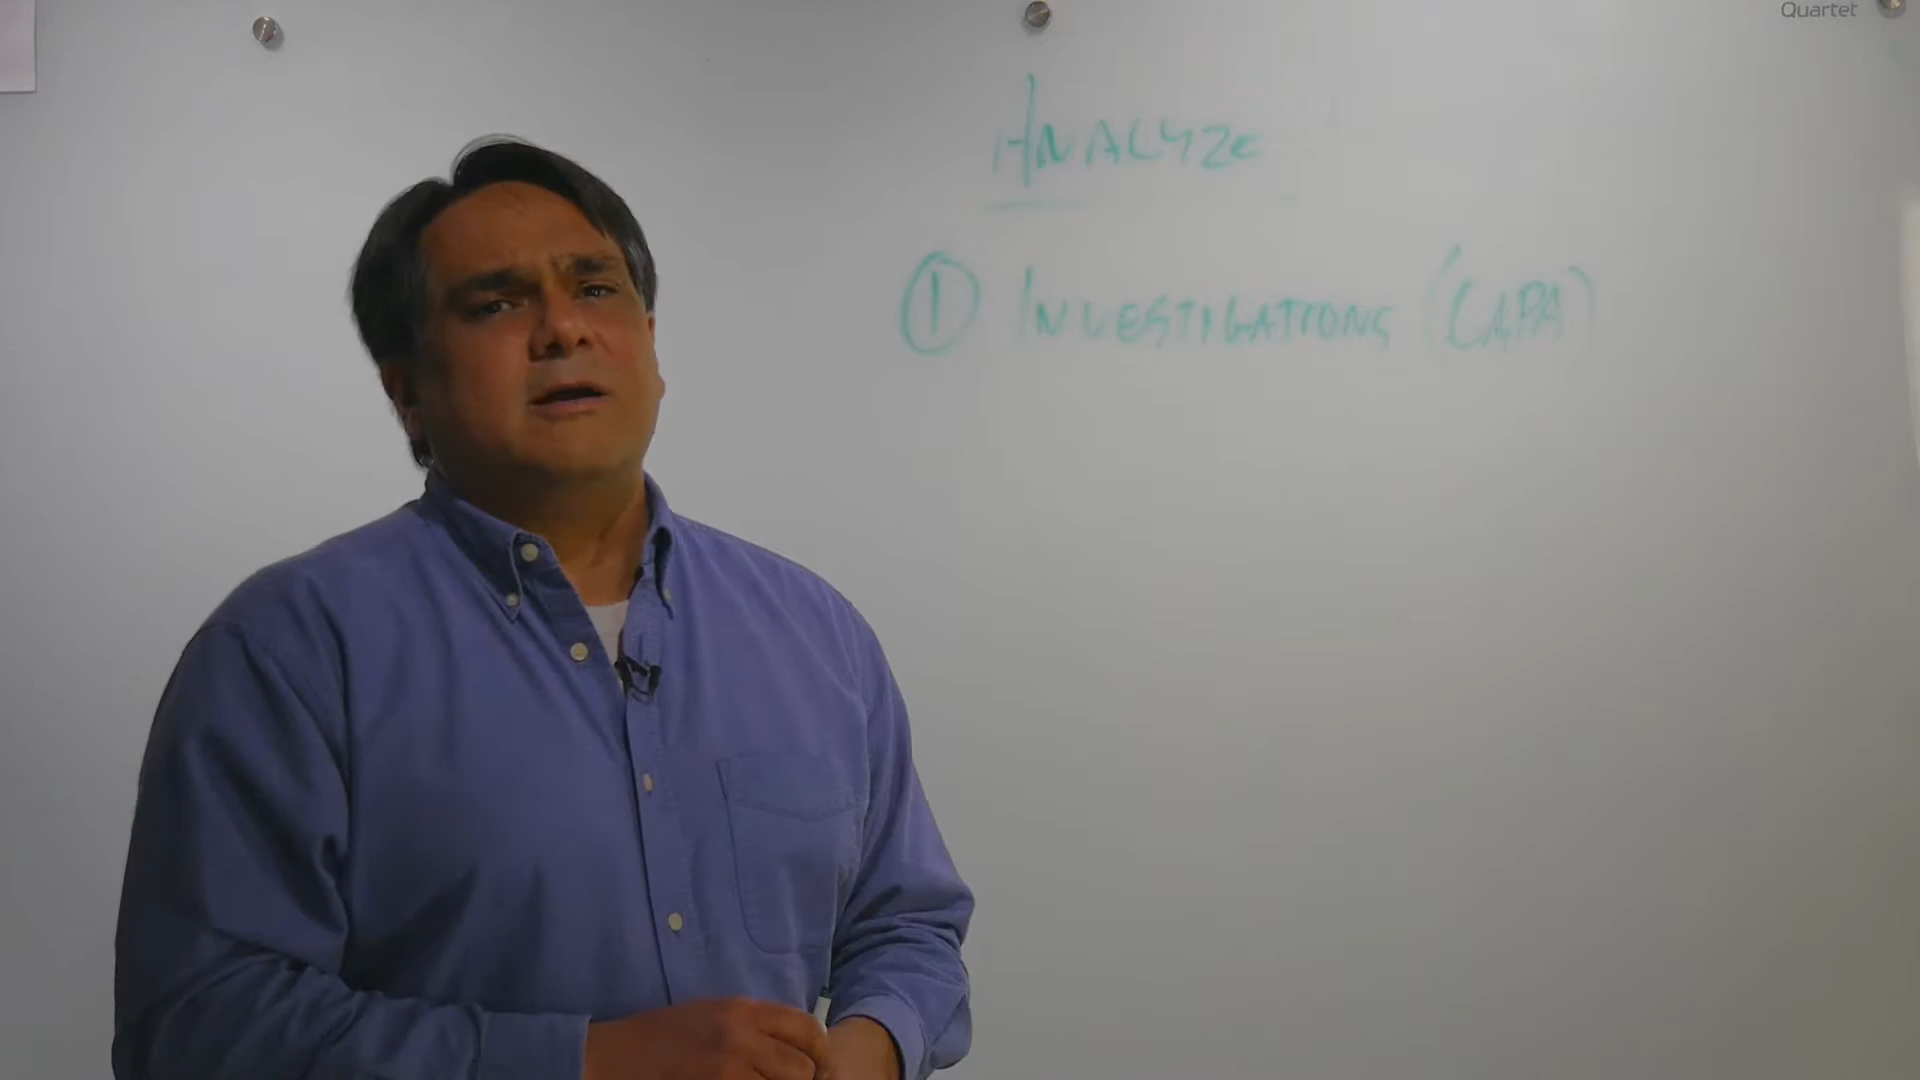 Quartet
ANALYZE
① INVESTIGATIONS (CAPA)